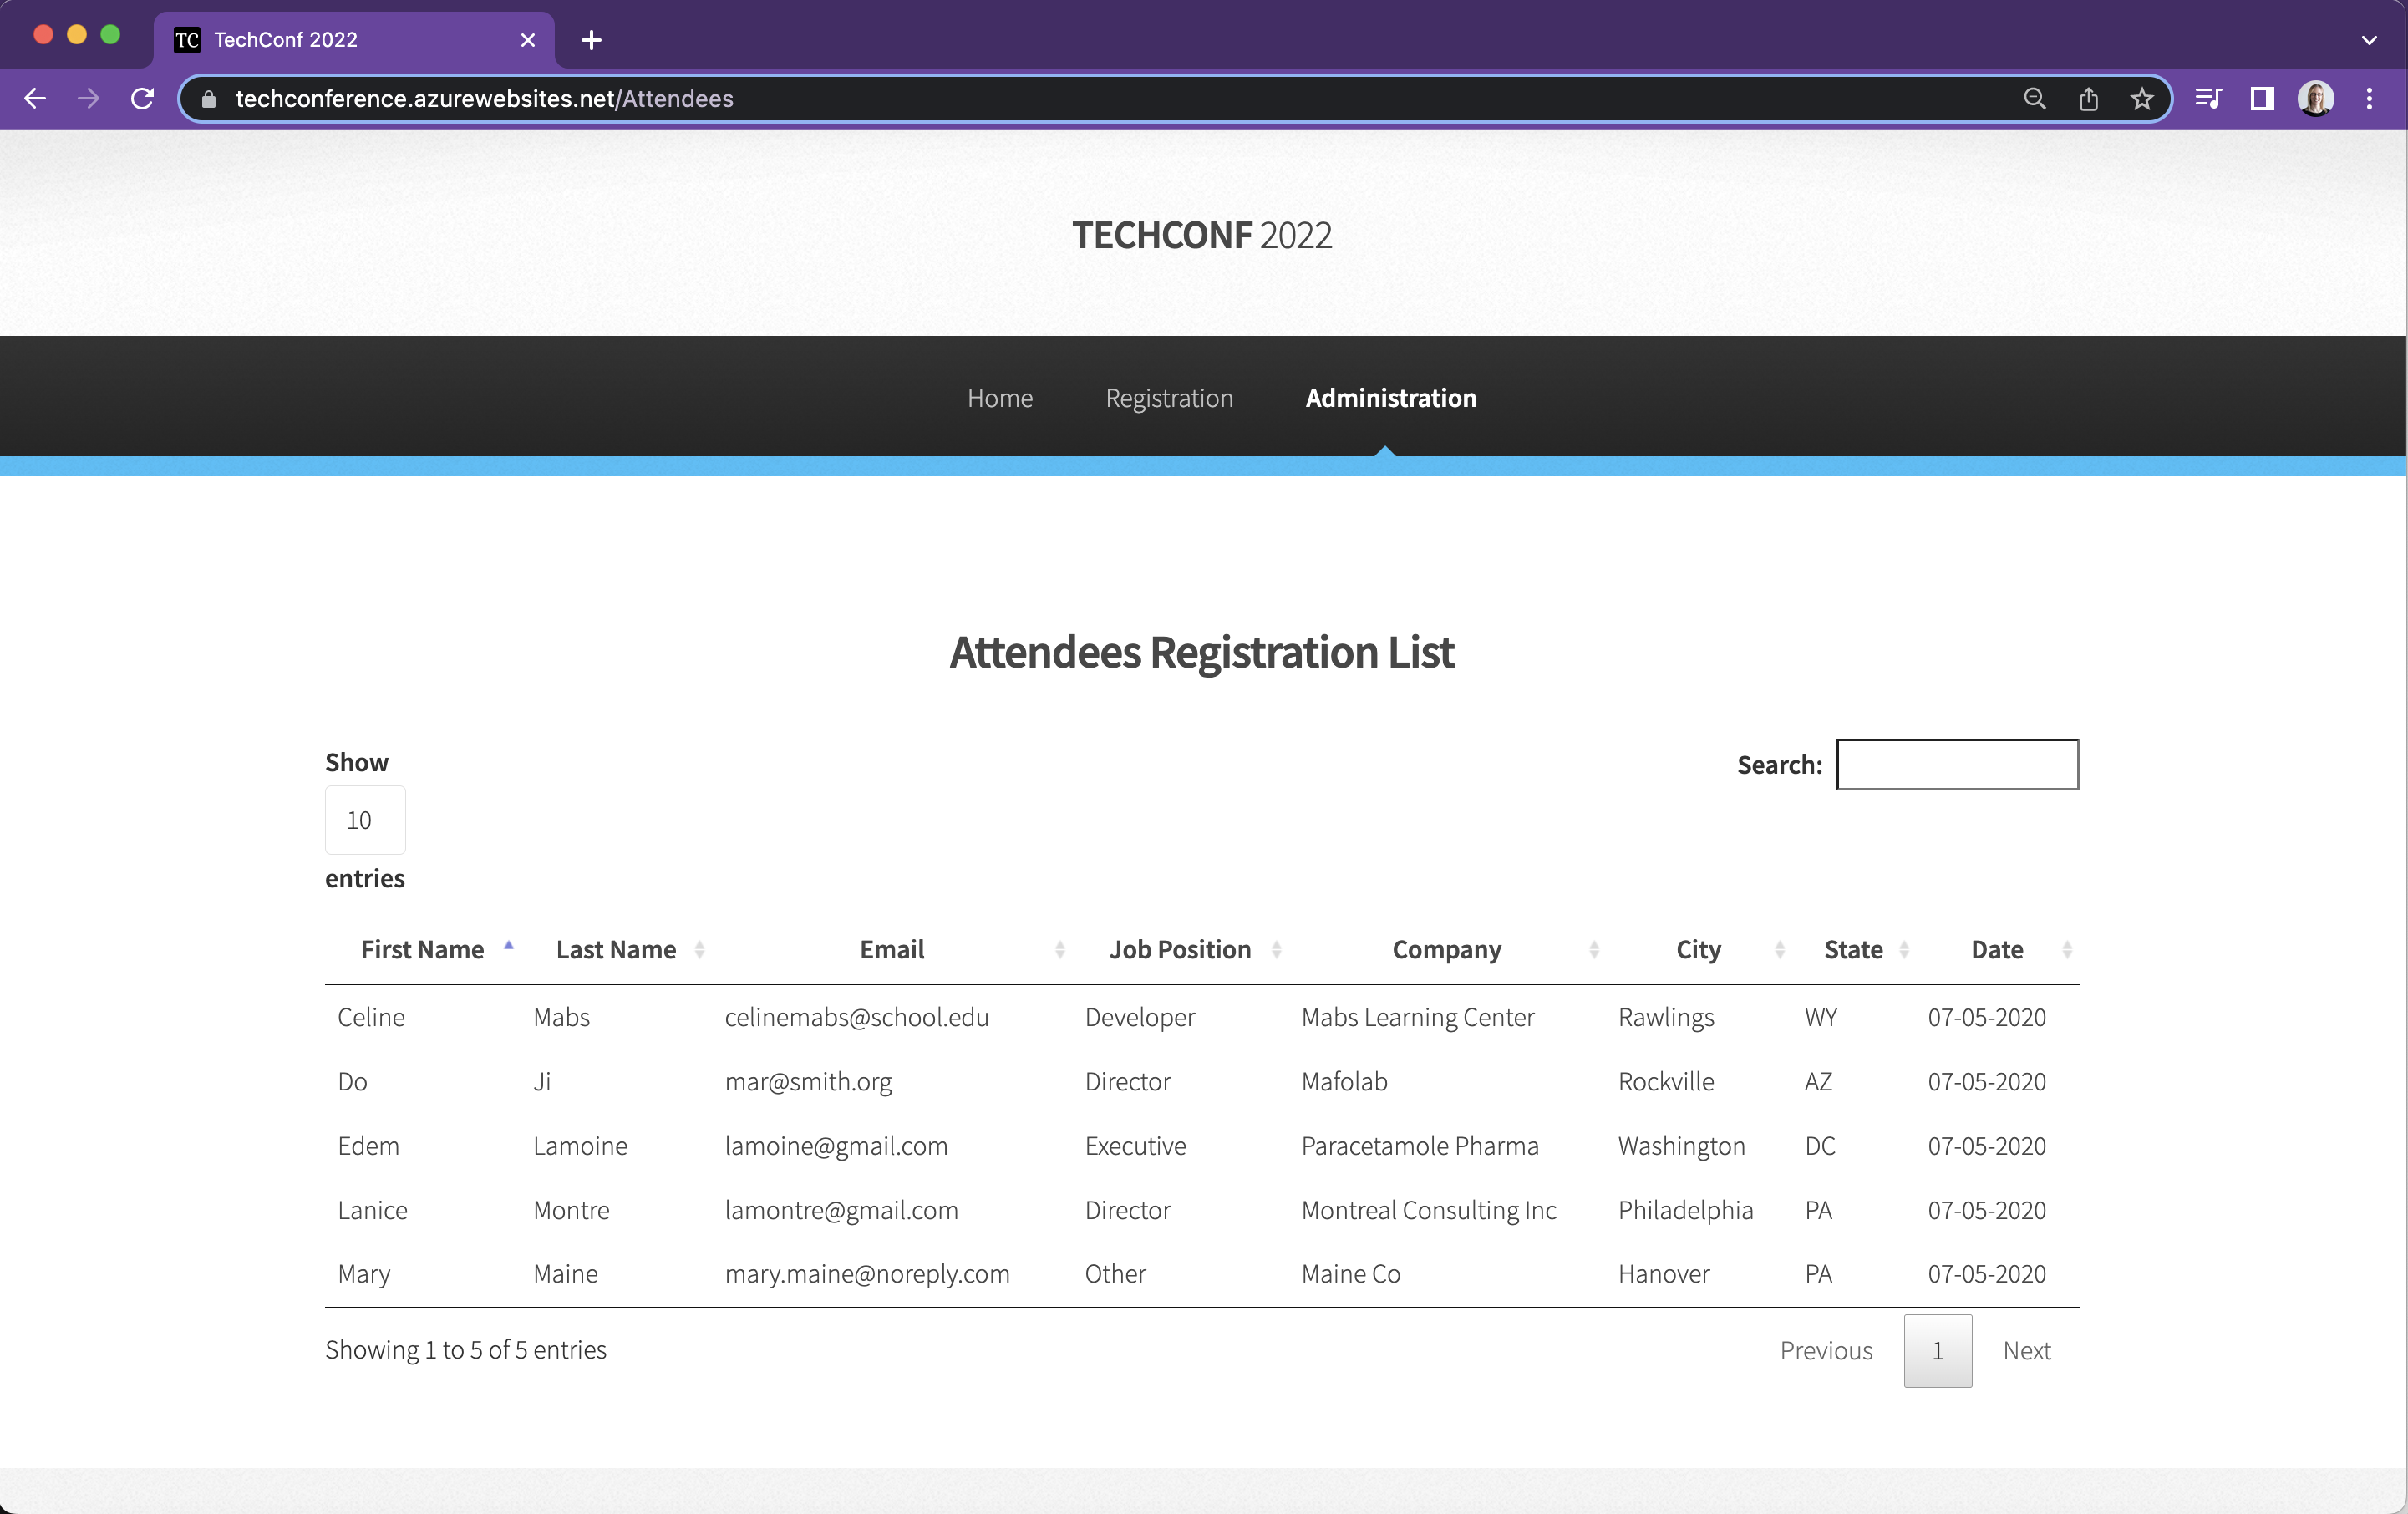 TC TechConf 2022
techconference.azurewebsites.net/Attendees
TECHCONF 2022
Home Registration Administration
Attendees Registration List
Show
Search:
10
entries
First Name Last Name Email Job Position Company City State Date
Celine Mabs celinemabs@school.edu Developer Mabs Learning Center Rawlings WY 07-05-2020
Do Ji mar@smith.org Director Mafolab Rockville AZ 07-05-2020
Edem Lamoine lamoine@gmail.com Executive Paracetamole Pharma Washington DC 07-05-2020
Lanice Montre lamontre@gmail.com Director Montreal Consulting Inc Philadelphia PA 07-05-2020
Mary Maine mary.maine@noreply.com Other Maine Co Hanover PA 07-05-2020
Showing 1 to 5 of 5 entries
Previous 1 Next